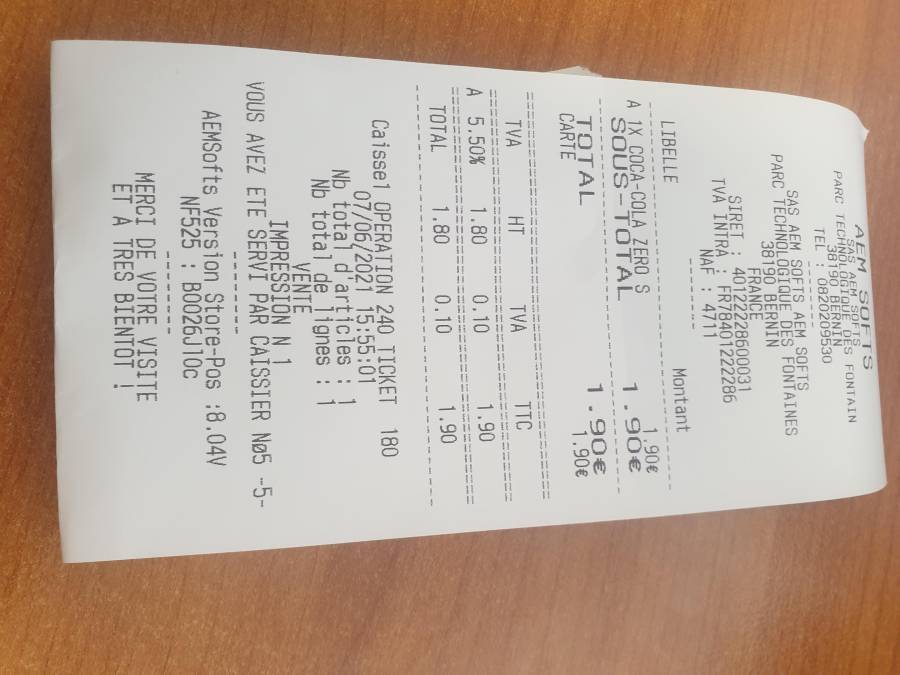 AEM SOFTS
SAS AEM SOFTS
PARC TECHNOLOGIQUE DES FONTAIN
38190 BERNIN
TEL : 0820209530
------
SAS AEM SOFTS AEM SOFTS
PARC TECHNOLOGIQUE DES FONTAINES
38190 BERNIN
FRANCE
SIRET : 40122228600031
TVA INTRA : FR78401222286
NAF : 4711
------
LIBELLE Montant
A 1X COCA-COLA ZERO S 1.90€
SOUS-TOTAL 1.90€
TOTAL 1.90€
CARTE 1.90€
TVA HT TVA TTC
A 5.50% 1.80 0.10 1.90
TOTAL 1.80 0.10 1.90
Caisse1 OPERATION 240 TICKET 180
07/06/2021 15:55:01
Nb total d'articles : 1
Nb total de lignes : 1
VENTE
IMPRESSION N 1
VOUS AVEZ ETE SERVI PAR CAISSIER Nø5 -5-
------
AEMSofts Version Store-Pos :8.04V
NF525 : B0026J10C
------
MERCI DE VOTRE VISITE
ET A TRES BIENTOT !